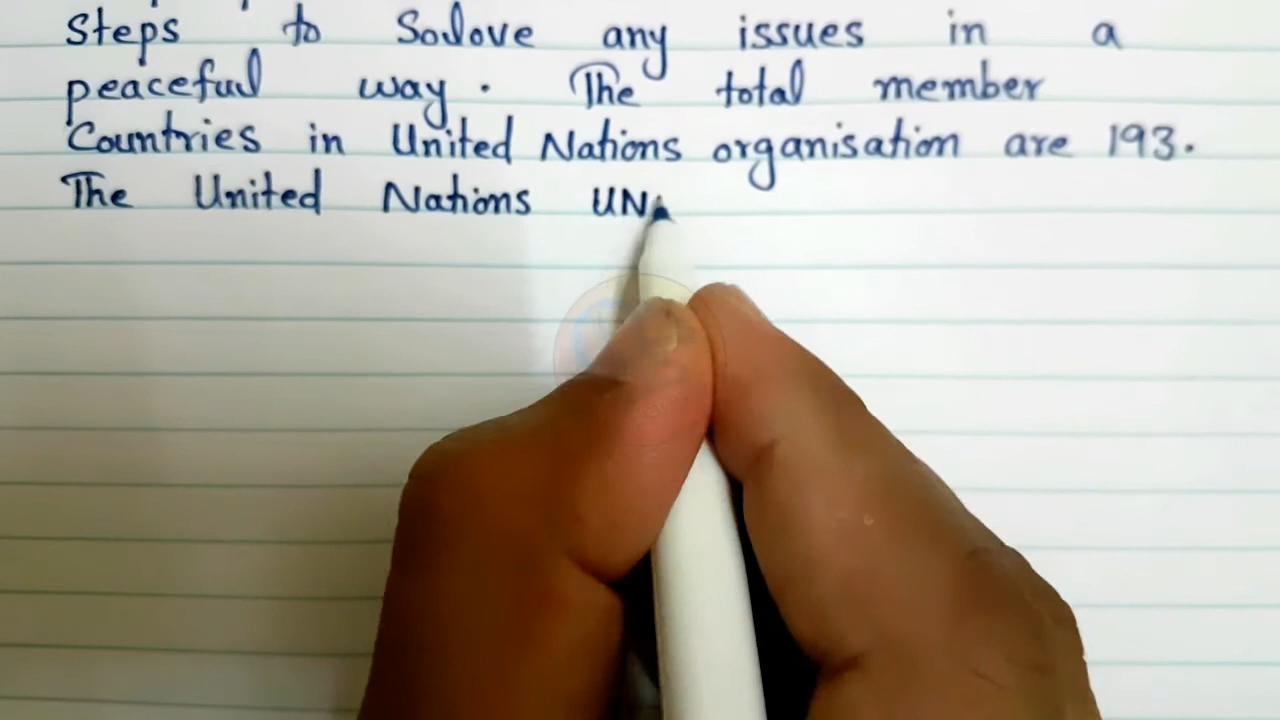 Steps to Soolove any issues in a
peaceful way. The total member
Countries in United Nations organisation are 193.
The United Nations UN